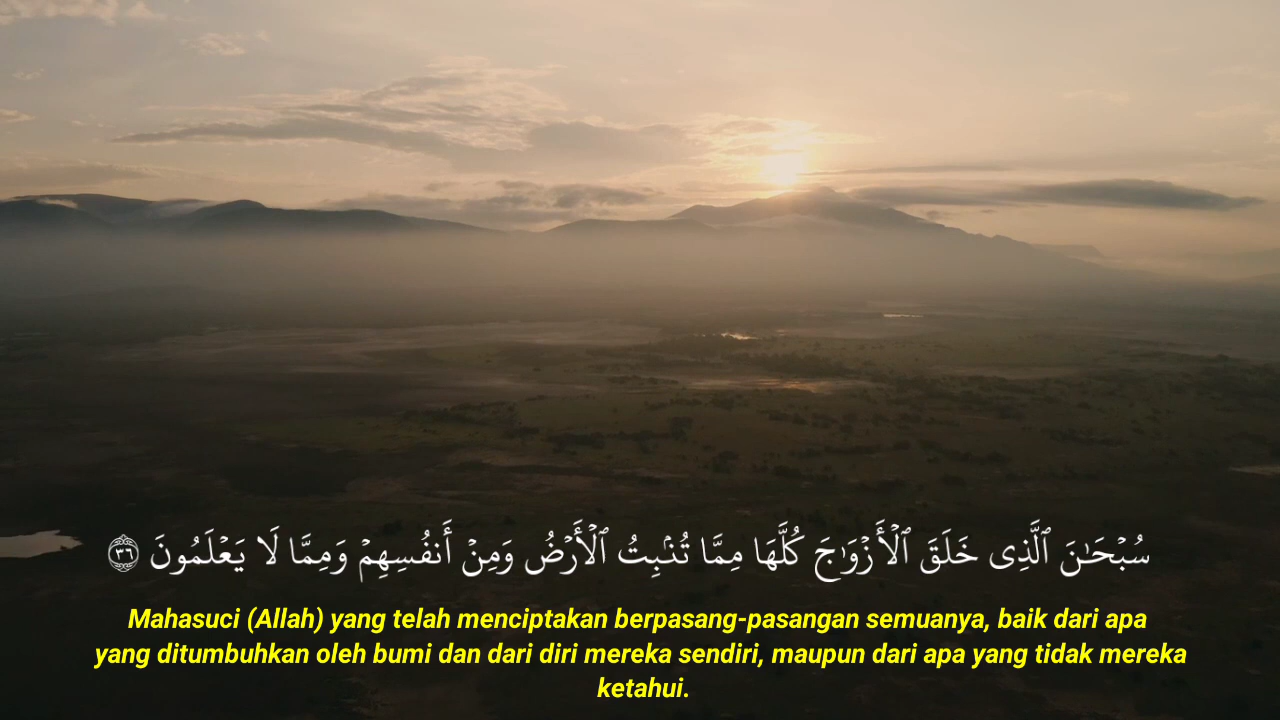 سُبْحَـٰنَ ٱلَّذِى خَلَقَ ٱلْأَزْوَٰجَ كُلَّهَا مِمَّا تُنۢبِتُ ٱلْأَرْضُ وَمِنْ أَنفُسِهِمْ وَمِمَّا لَا يَعْلَمُونَ ٣٦
Mahasuci (Allah) yang telah menciptakan berpasang-pasangan semuanya, baik dari apa
yang ditumbuhkan oleh bumi dan dari diri mereka sendiri, maupun dari apa yang tidak mereka
ketahui.